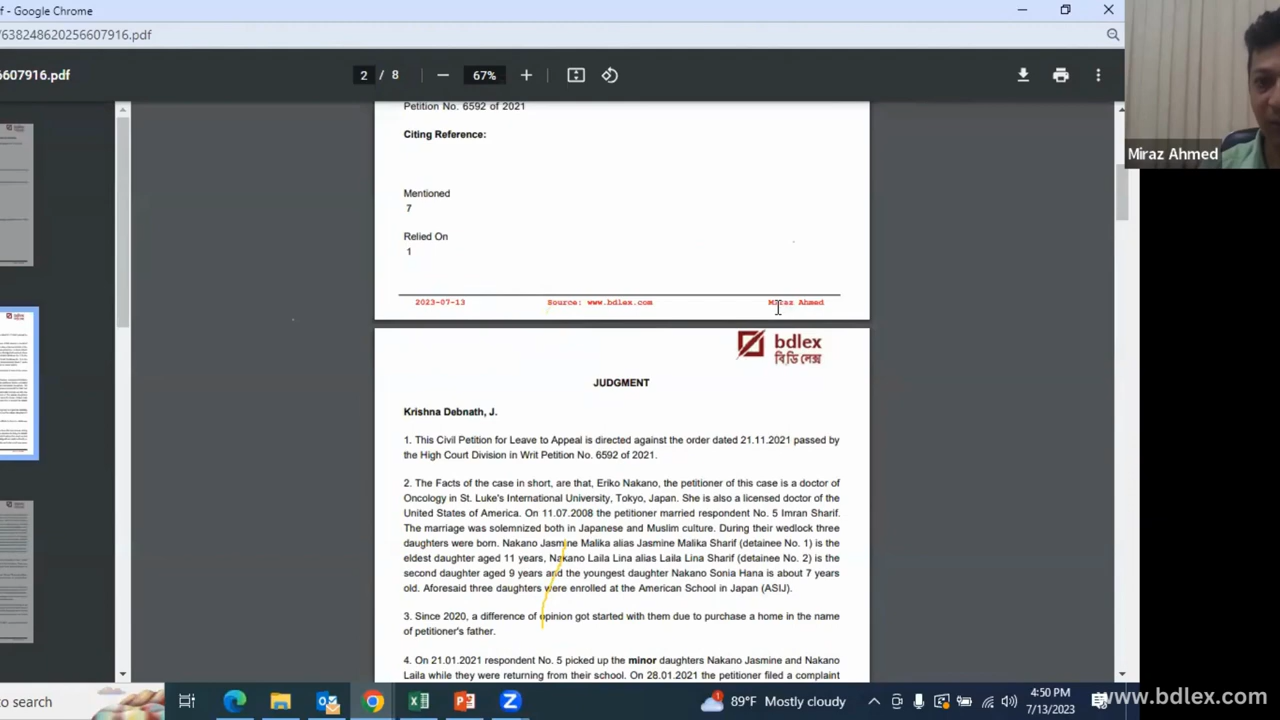 f - Google Chrome
/638248620256607916.pdf
6607916.pdf
2 / 8
67%
Miraz Ahmed
Petition No. 6592 of 2021
Citing Reference:
Mentioned
7
Relied On
1
2023-07-13 Source: www.bdlex.com Miraz Ahmed
bdlex
বিডিলেক্স
JUDGMENT
Krishna Debnath, J.
1. This Civil Petition for Leave to Appeal is directed against the order dated 21.11.2021 passed by
the High Court Division in Writ Petition No. 6592 of 2021.
2. The Facts of the case in short, are that, Eriko Nakano, the petitioner of this case is a doctor of
Oncology in St. Luke's International University, Tokyo, Japan. She is also a licensed doctor of the
United States of America. On 11.07.2008 the petitioner married respondent No. 5 Imran Sharif.
The marriage was solemnized both in Japanese and Muslim culture. During their wedlock three
daughters were born. Nakano Jasmine Malika alias Jasmine Malika Sharif (detainee No. 1) is the
eldest daughter aged 11 years, Nakano Laila Lina alias Laila Lina Sharif (detainee No. 2) is the
second daughter aged 9 years and the youngest daughter Nakano Sonia Hana is about 7 years
old. Aforesaid three daughters were enrolled at the American School in Japan (ASIJ).
3. Since 2020, a difference of opinion got started with them due to purchase a home in the name
of petitioner's father.
4. On 21.01.2021 respondent No. 5 picked up the minor daughters Nakano Jasmine and Nakano
Laila while they were returning from their school. On 28.01.2021 the petitioner filed a complaint
o search
89°F Mostly cloudy
4:50 PM
7/13/2023
www.bdlex.com